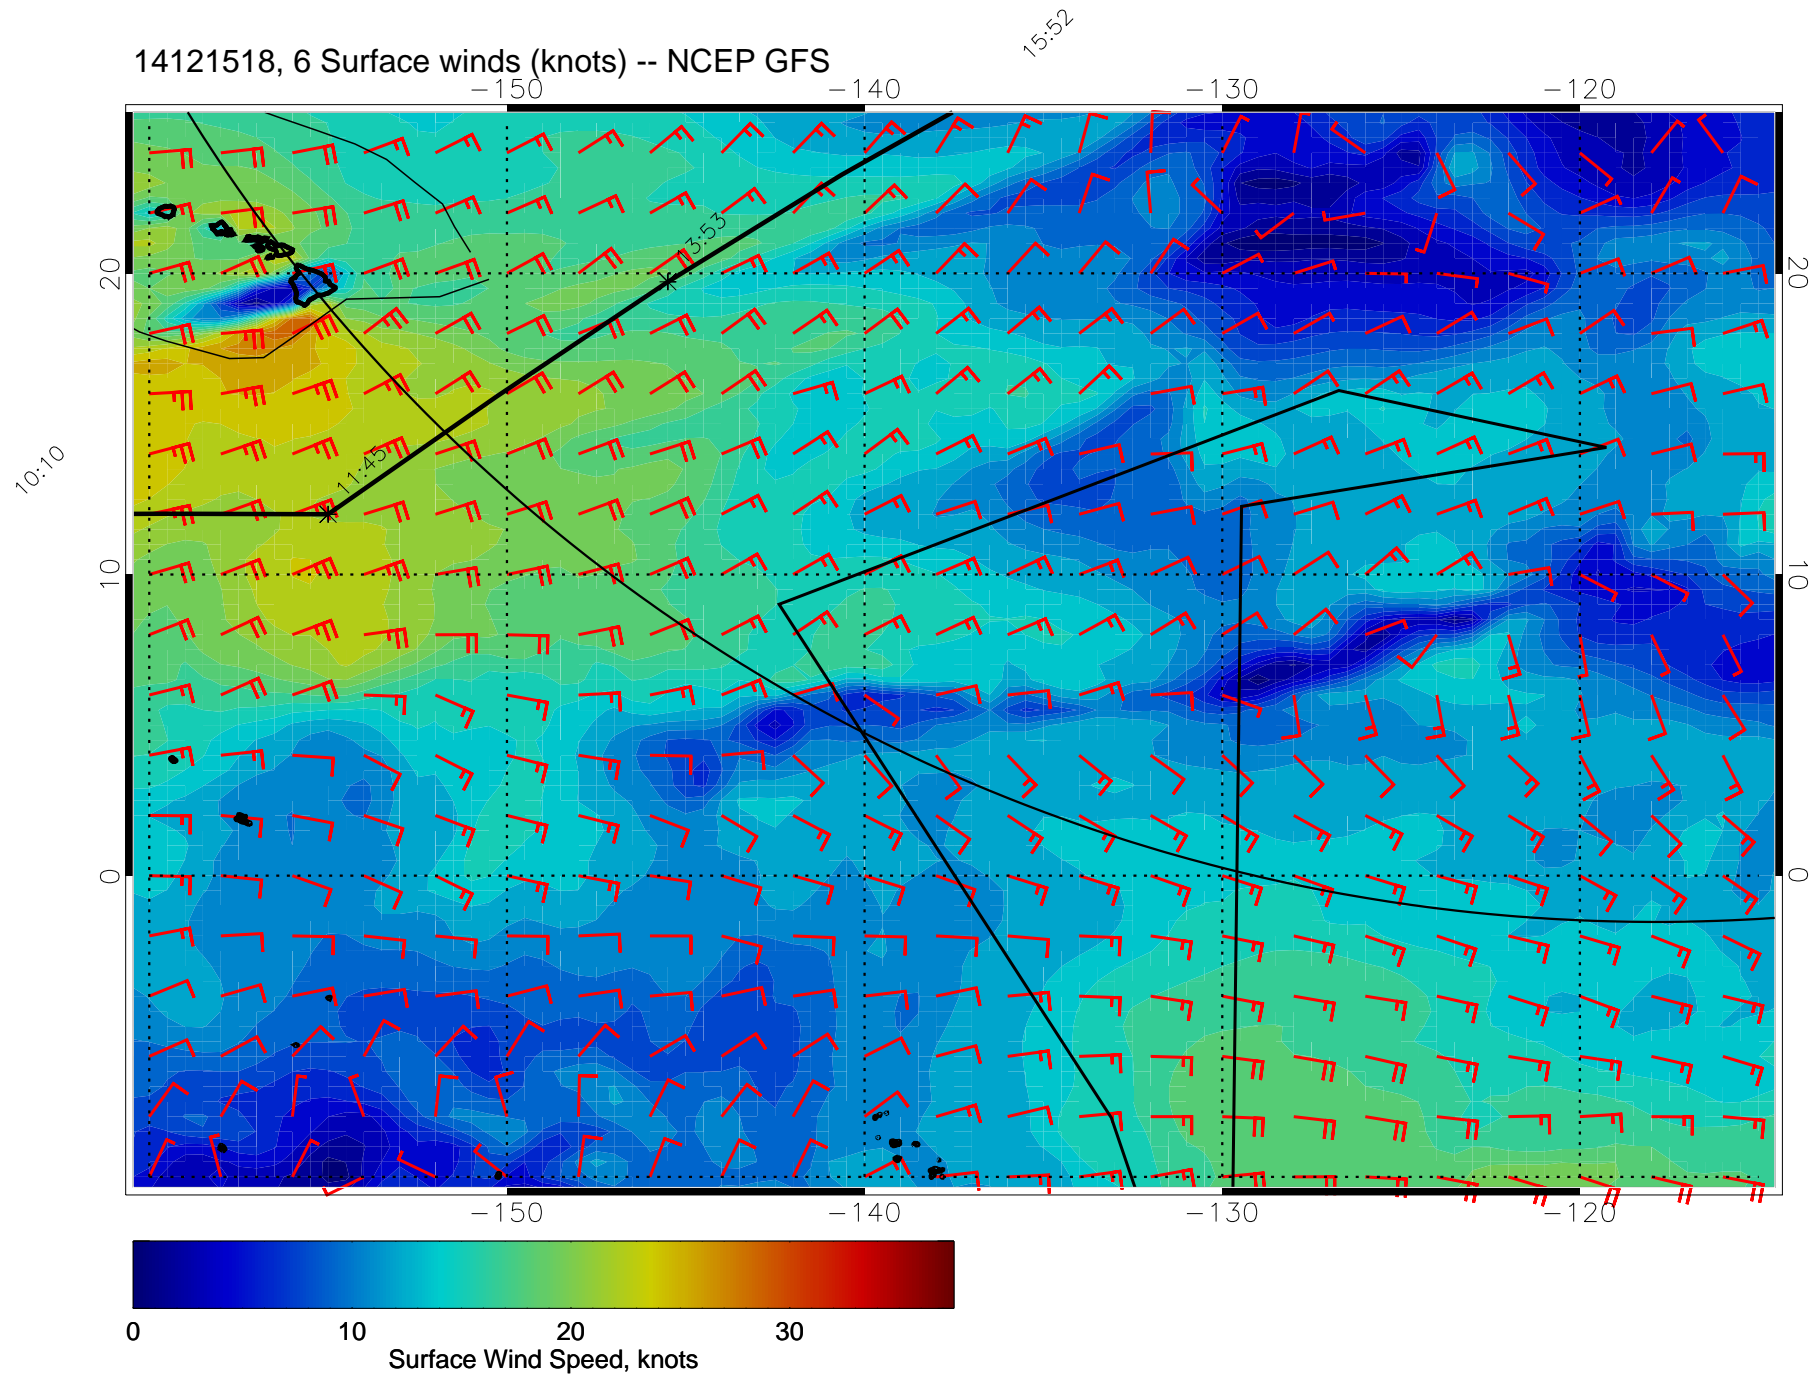 15:52
14121518, 6 Surface winds (knots) -- NCEP GFS
-150 -140 -130 -120
13:53
20 20
10:10
11:45
10 10
0 0
-150 -140 -130 -120
0 10 20 30
Surface Wind Speed, knots